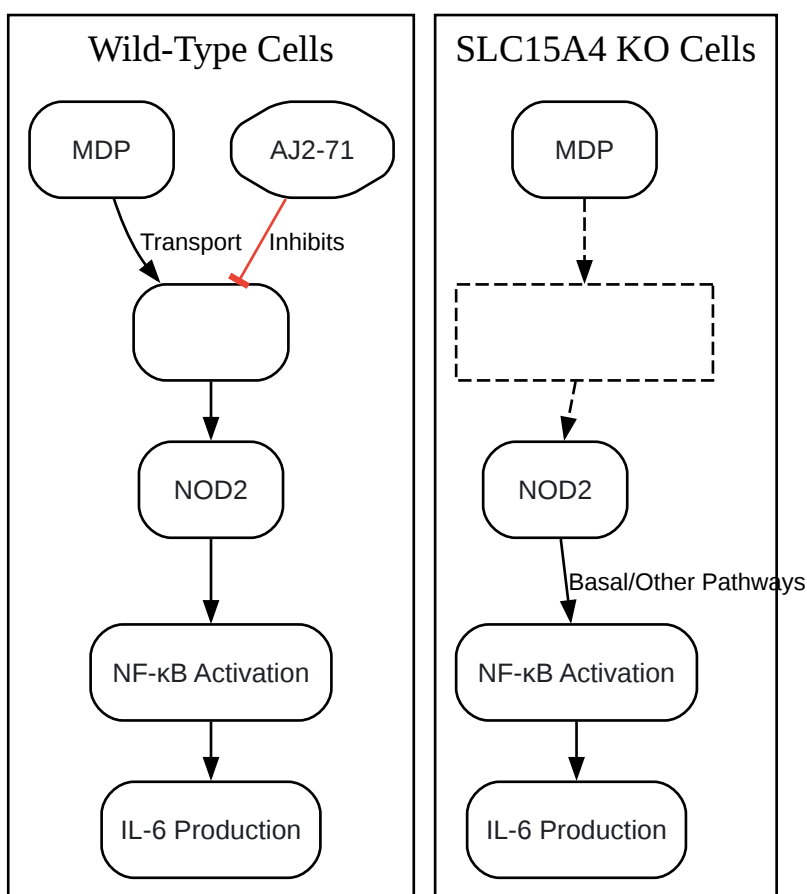 Wild-Type Cells
MDP
AJ2-71
Transport
Inhibits
NOD2
NF-κB Activation
IL-6 Production
SLC15A4 KO Cells
MDP
NOD2
Basal/Other Pathways
NF-κB Activation
IL-6 Production